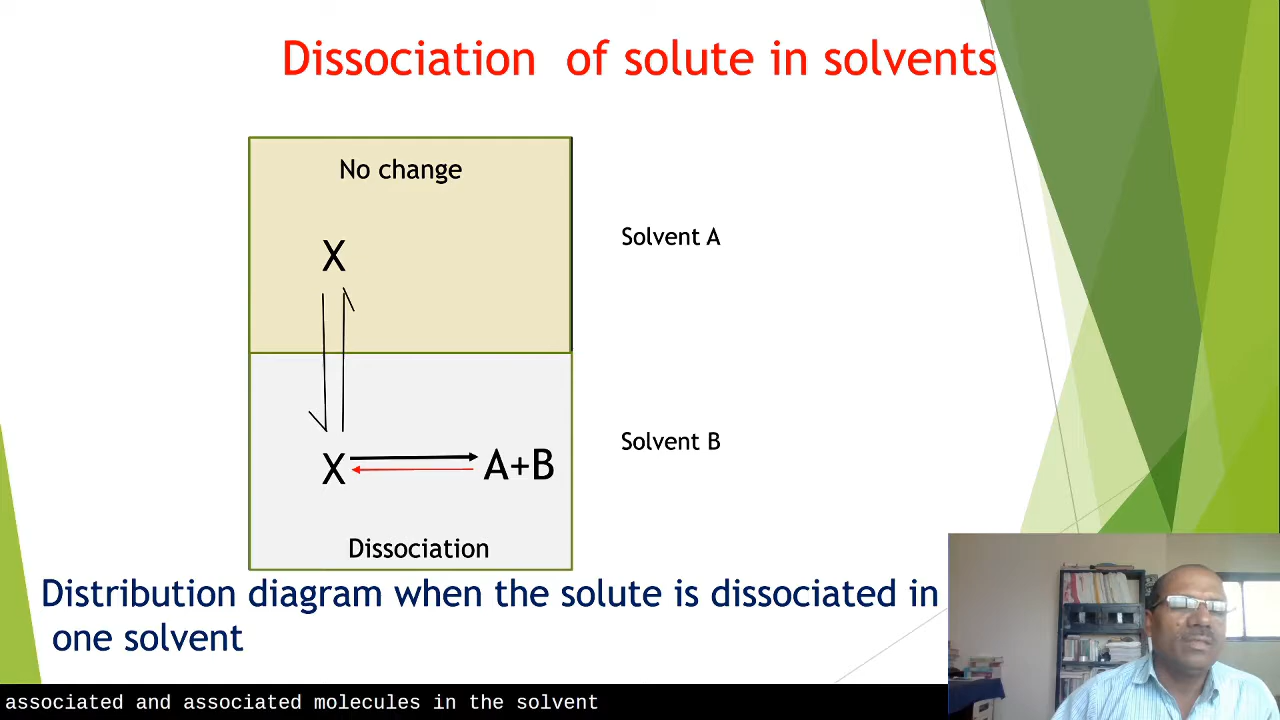 Dissociation of solute in solvents
No change
X
Solvent A
X
A+B
Solvent B
Dissociation
Distribution diagram when the solute is dissociated in
one solvent
associated and associated molecules in the solvent